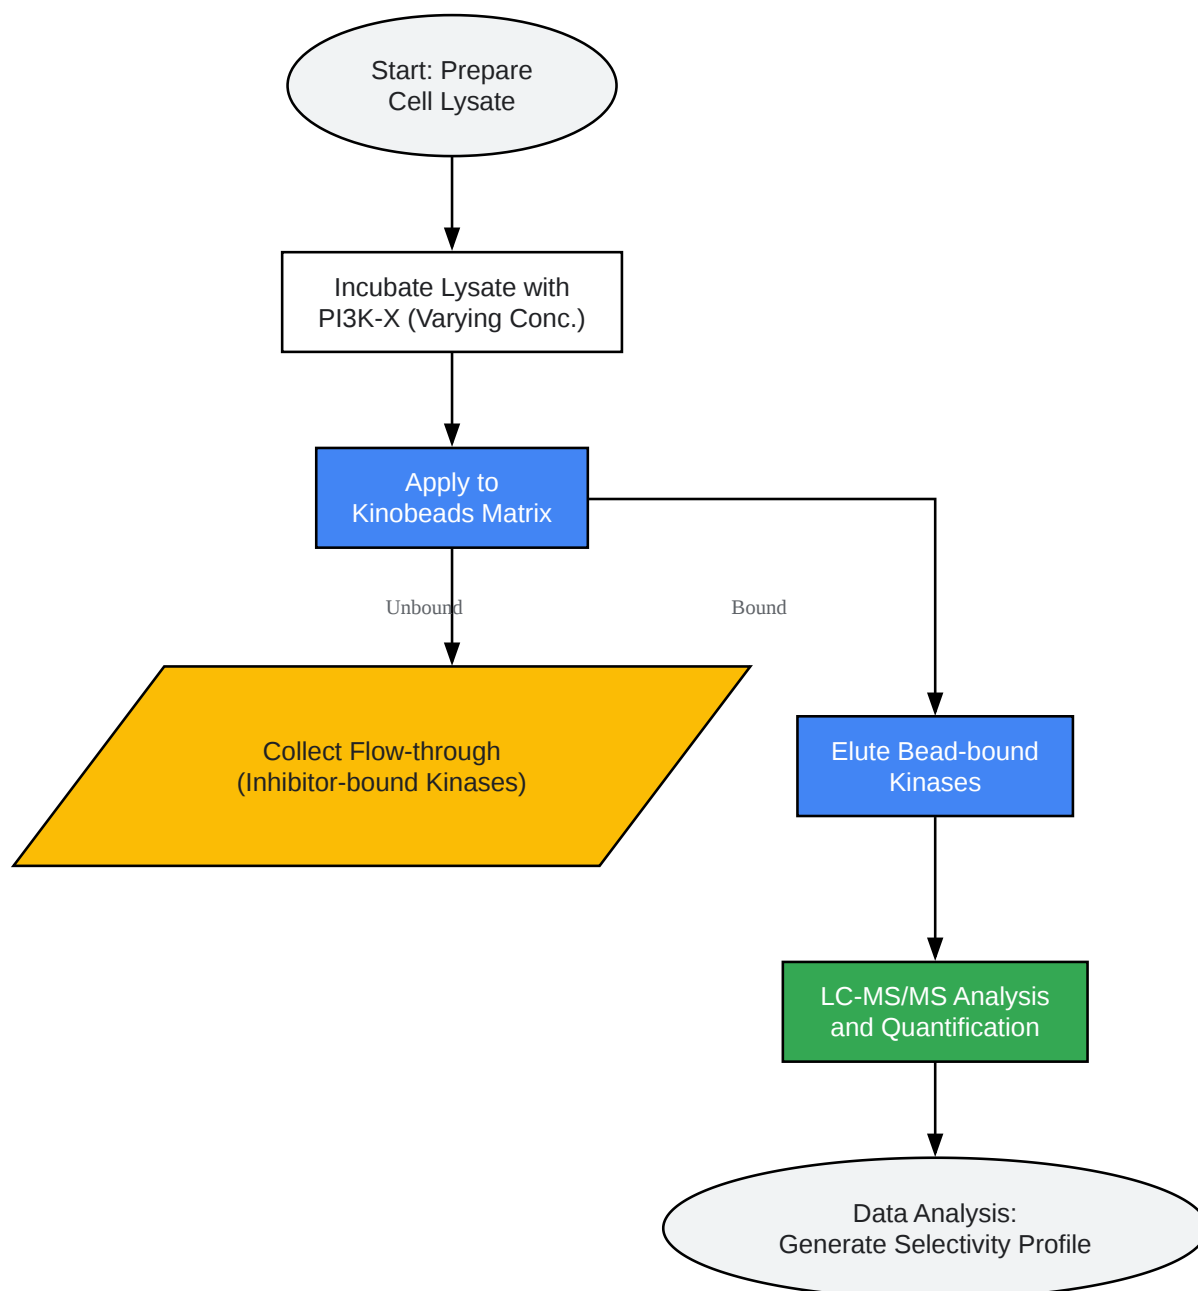 Start: Prepare
Cell Lysate
Incubate Lysate with
PI3K-X (Varying Conc.)
Apply to
Kinobeads Matrix
Unbound
Bound
Collect Flow-through
(Inhibitor-bound Kinases)
Elute Bead-bound
Kinases
LC-MS/MS Analysis
and Quantification
Data Analysis:
Generate Selectivity Profile